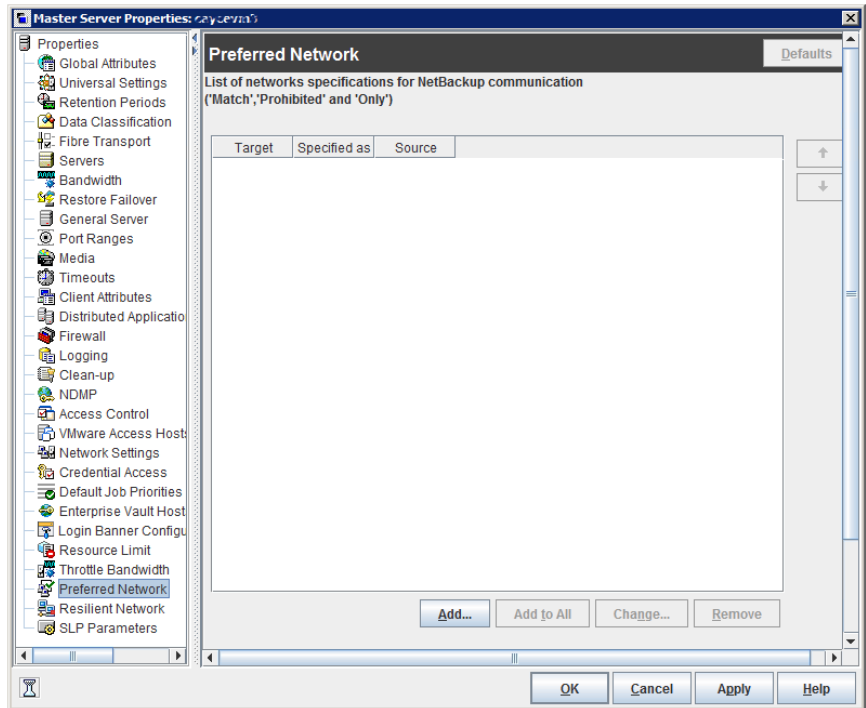 Master Server Properties:
Properties
Global Attributes
Universal Settings
Retention Periods
Data Classification
Fibre Transport
Servers
Bandwidth
Restore Failover
General Server
Port Ranges
Media
Timeouts
Client Attributes
Distributed Applicatio
Firewall
Logging
Clean-up
NDMP
Access Control
VMware Access Hosts
Network Settings
Credential Access
Default Job Priorities
Enterprise Vault Host
Login Banner Configu
Resource Limit
Throttle Bandwidth
Preferred Network
Resilient Network
SLP Parameters
Preferred Network
Defaults
List of networks specifications for NetBackup communication
('Match','Prohibited' and 'Only')
Target Specified as Source
Add... Add to All Change... Remove
OK Cancel Apply Help